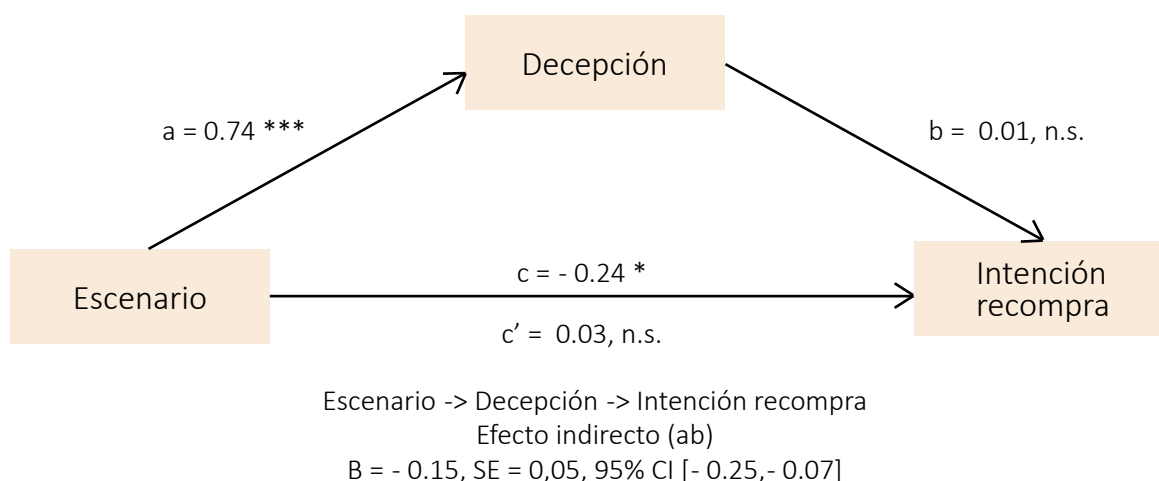 Decepción
a = 0.74 ***
b =  0.01, n.s.
Escenario
c = - 0.24 *
c’ =  0.03, n.s.
Intención
recompra
Escenario -> Decepción -> Intención recompra
Efecto indirecto (ab)
B = - 0.15, SE = 0,05, 95% CI [- 0.25,- 0.07]